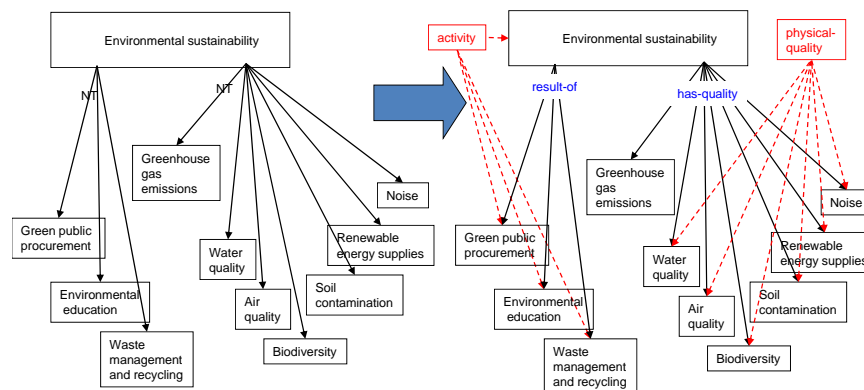 Environmental sustainability
NT
NT
Greenhouse
gas
emissions
Noise
Green public
procurement
Water
quality
Renewable
energy supplies
Environmental
education
Air
quality
Soil
contamination
Waste
management
and recycling
Biodiversity
activity
Environmental sustainability
physical-
quality
result-of
has-quality
Greenhouse
gas emissions
Noise
Green public
procurement
Water
quality
Renewable
energy supplies
Environmental
education
Air
quality
Soil
contamination
Waste
management
and recycling
Biodiversity